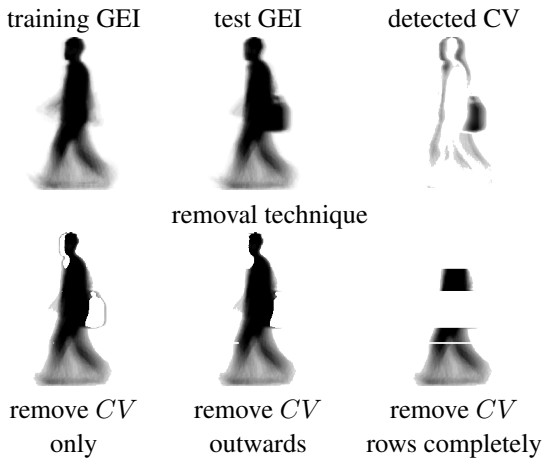 training GEI test GEI detected CV
removal technique
remove CV remove CV remove CV
only outwards rows completely